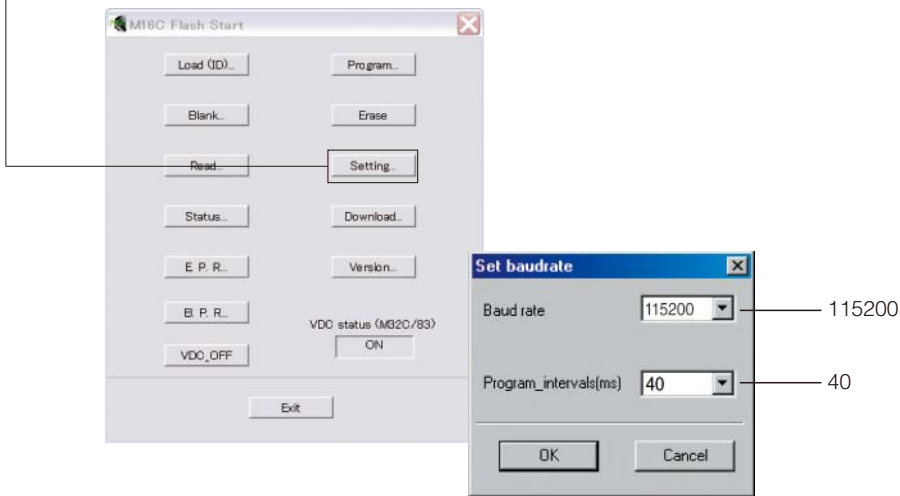 M16C Flash Start
Load (ID)...
Program...
Blank...
Erase
Read...
Setting...
Status...
Download...
E. P. R...
Version...
B. P. R...
VDC status (M32C/83)
ON
VDC_OFF
Exit
Set baudrate
Baud rate
115200
115200
Program_intervals(ms)
40
40
OK
Cancel